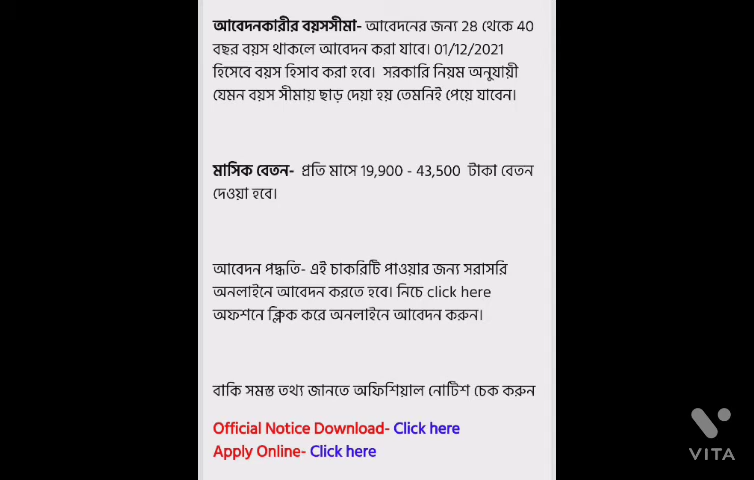 আবেদনকারীর বয়সসীমা- আবেদনের জন্য 28 থেকে 40
বছর বয়স থাকলে আবেদন করা যাবে। 01/12/2021
হিসেবে বয়স হিসাব করা হবে। সরকারি নিয়ম অনুযায়ী
যেমন বয়স সীমায় ছাড় দেয়া হয় তেমনিই পেয়ে যাবেন।
মাসিক বেতন- প্রতি মাসে 19,900 - 43,500 টাকা বেতন
দেওয়া হবে।
আবেদন পদ্ধতি- এই চাকরিটি পাওয়ার জন্য সরাসরি
অনলাইনে আবেদন করতে হবে। নিচে click here
অফশনে ক্লিক করে অনলাইনে আবেদন করুন।
বাকি সমস্ত তথ্য জানতে অফিশিয়াল নোটিশ চেক করুন
Official Notice Download- Click here
Apply Online- Click here
VITA